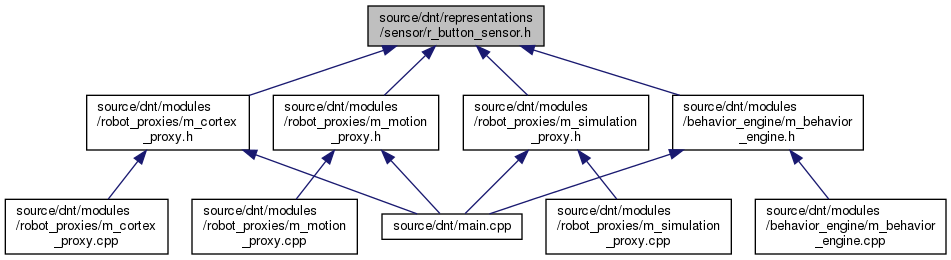 source/dnt/representations
/sensor/r_button_sensor.h
source/dnt/modules
/robot_proxies/m_cortex
_proxy.h
source/dnt/modules
/robot_proxies/m_motion
_proxy.h
source/dnt/modules
/robot_proxies/m_simulation
_proxy.h
source/dnt/modules
/behavior_engine/m_behavior
_engine.h
source/dnt/modules
/robot_proxies/m_cortex
_proxy.cpp
source/dnt/modules
/robot_proxies/m_motion
_proxy.cpp
source/dnt/main.cpp
source/dnt/modules
/robot_proxies/m_simulation
_proxy.cpp
source/dnt/modules
/behavior_engine/m_behavior
_engine.cpp